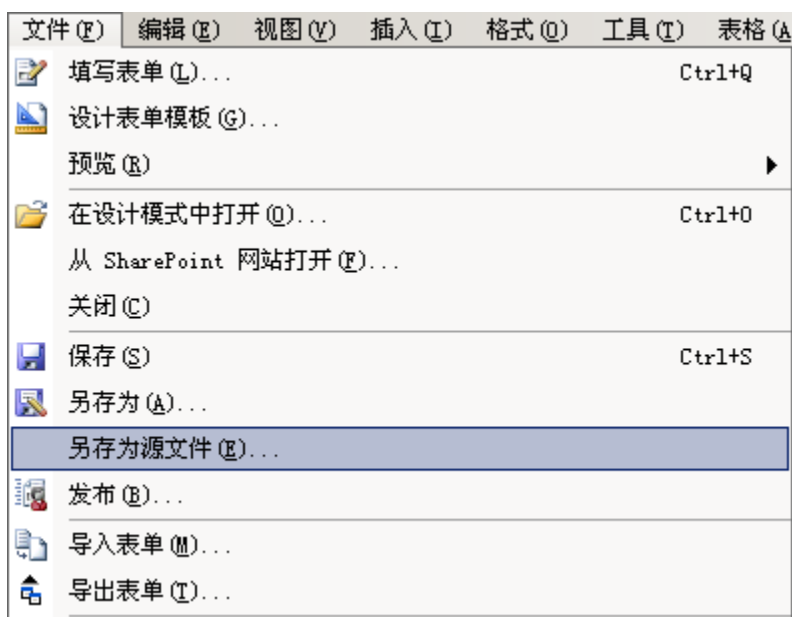 文件(F) 编辑(E) 视图(V) 插入(I) 格式(O) 工具(T) 表格(A
填写表单(L)... Ctrl+Q
设计表单模板(G)...
预览(R)
在设计模式中打开(O)... Ctrl+O
从 SharePoint 网站打开(F)...
关闭(C)
保存(S) Ctrl+S
另存为(A)...
另存为源文件(E)...
发布(B)...
导入表单(M)...
导出表单(T)...